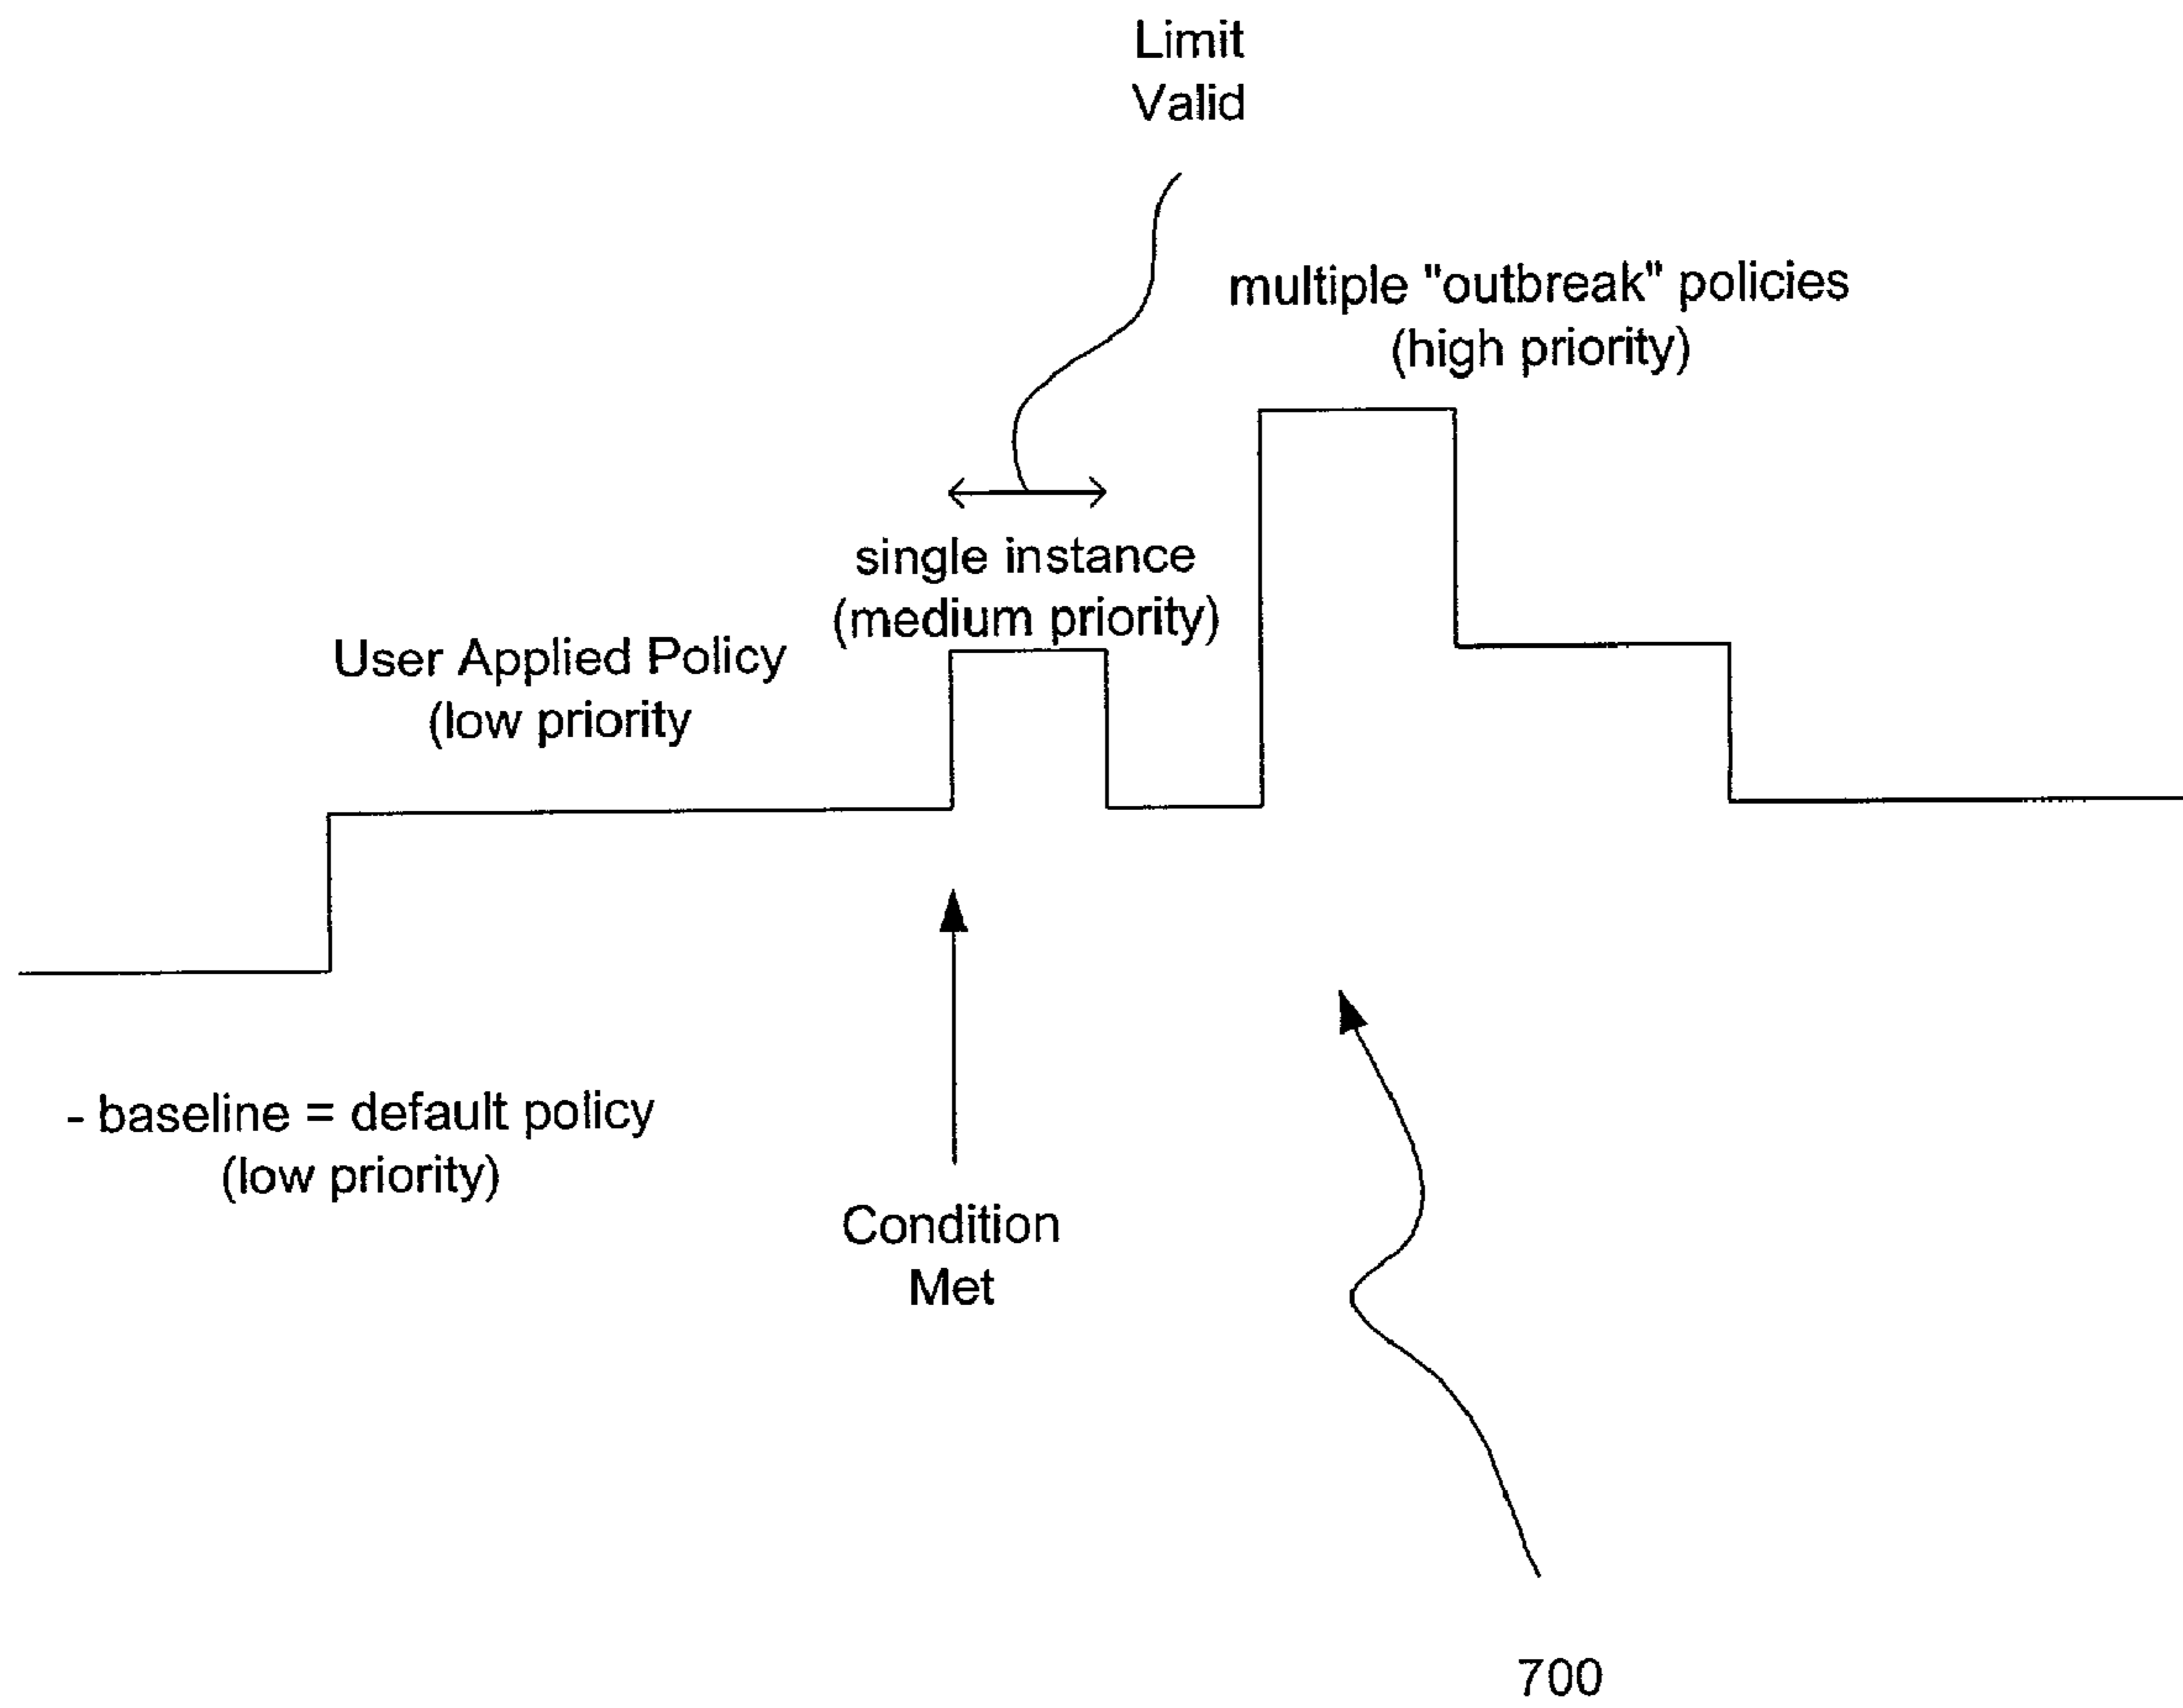 Limit
Valid
multiple "outbreak" policies
(high priority)
single instance
(medium priority)
User Applied Policy
(low priority
- baseline = default policy
(low priority)
Condition
Met
700